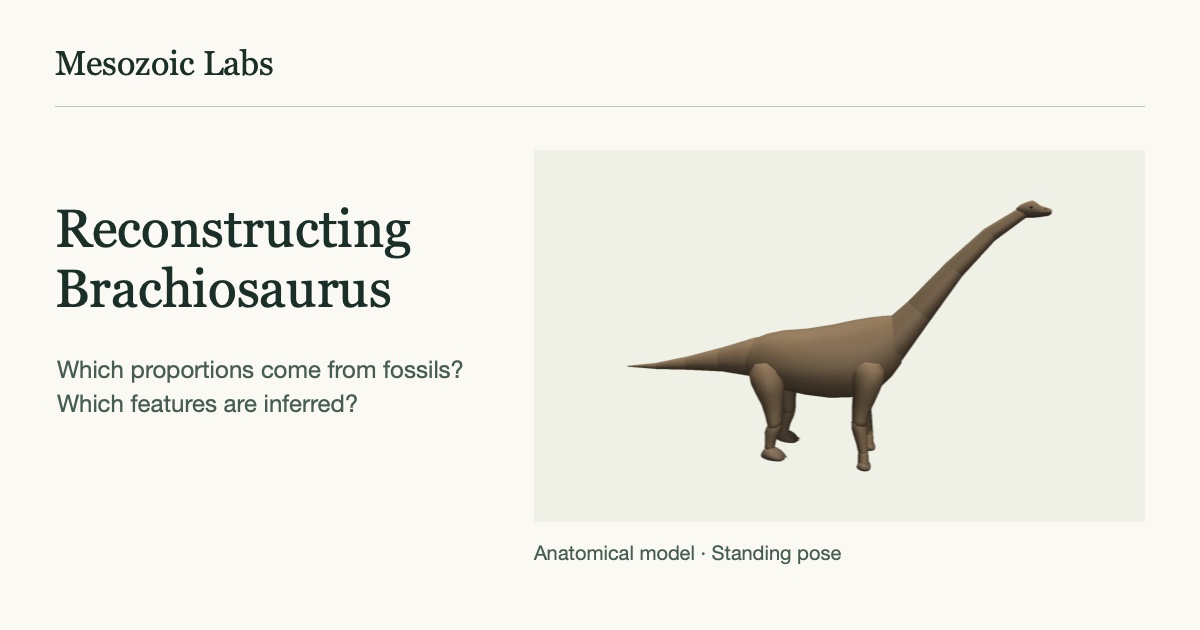 Mesozoic Labs
Reconstructing
Brachiosaurus
Which proportions come from fossils?
Which features are inferred?
Anatomical model · Standing pose